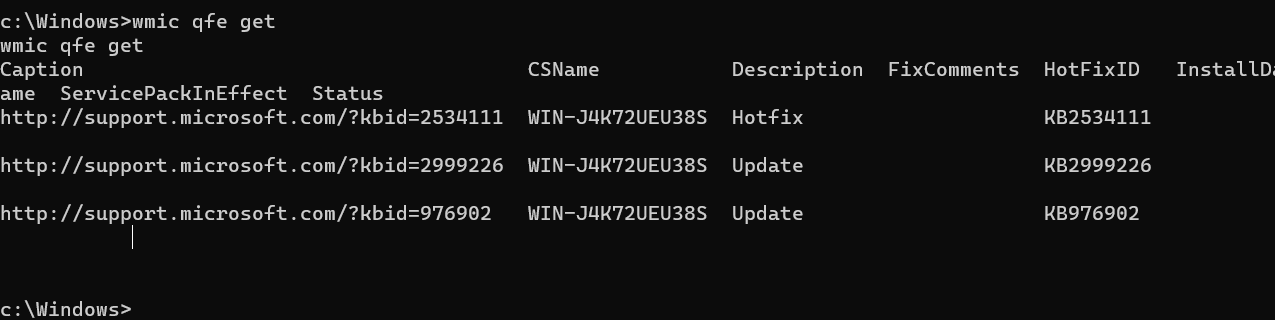 c:\Windows>wmic qfe get
wmic qfe get
Caption CSName Description FixComments HotFixID InstallDa
ame ServicePackInEffect Status
http://support.microsoft.com/?kbid=2534111 WIN-J4K72UEU38S Hotfix KB2534111
http://support.microsoft.com/?kbid=2999226 WIN-J4K72UEU38S Update KB2999226
http://support.microsoft.com/?kbid=976902 WIN-J4K72UEU38S Update KB976902
c:\Windows>